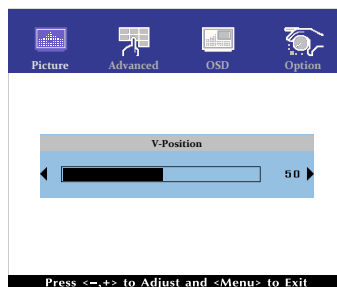 Picture Advanced OSD Option
V-Position
50
Press <–,+> to Adjust and <Menu> to Exit